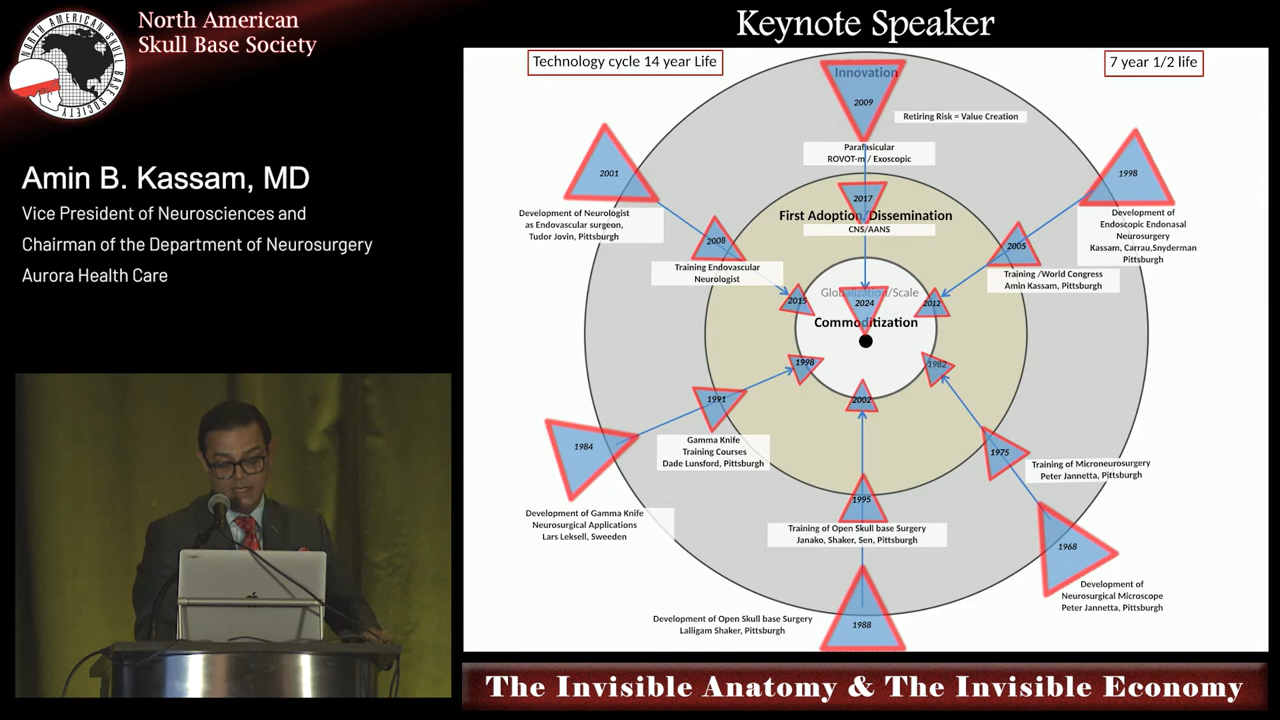 North American
Skull Base Society
NORTH AMERICAN SKULL BASE SOCIETY
Keynote Speaker
Amin B. Kassam, MD
Vice President of Neurosciences and
Chairman of the Department of Neurosurgery
Aurora Health Care
Technology cycle 14 year Life
7 year 1/2 life
Innovation
2009
Retiring Risk = Value Creation
Parafasicular
ROVOT-m / Exoscopic
2017
First Adoption/Dissemination
CNS/AANS
Globalization/Scale
2024
Commoditization
2001
Development of Neurologist
as Endovascular surgeon,
Tudor Jovin, Pittsburgh
2008
Training Endovascular
Neurologist
2015
1998
Development of
Endoscopic Endonasal
Neurosurgery
Kassam, Carrau,Snyderman
Pittsburgh
2005
Training /World Congress
Amin Kassam, Pittsburgh
2012
1984
Development of Gamma Knife
Neurosurgical Applications
Lars Leksell, Sweeden
1991
Gamma Knife
Training Courses
Dade Lunsford, Pittsburgh
1998
2002
1995
Training of Open Skull base Surgery
Janako, Shaker, Sen, Pittsburgh
Development of Open Skull base Surgery
Lalligam Shaker, Pittsburgh
1988
1982
1975
Training of Microneurosurgery
Peter Jannetta, Pittsburgh
1968
Development of
Neurosurgical Microscope
Peter Jannetta, Pittsburgh
The Invisible Anatomy & The Invisible Economy